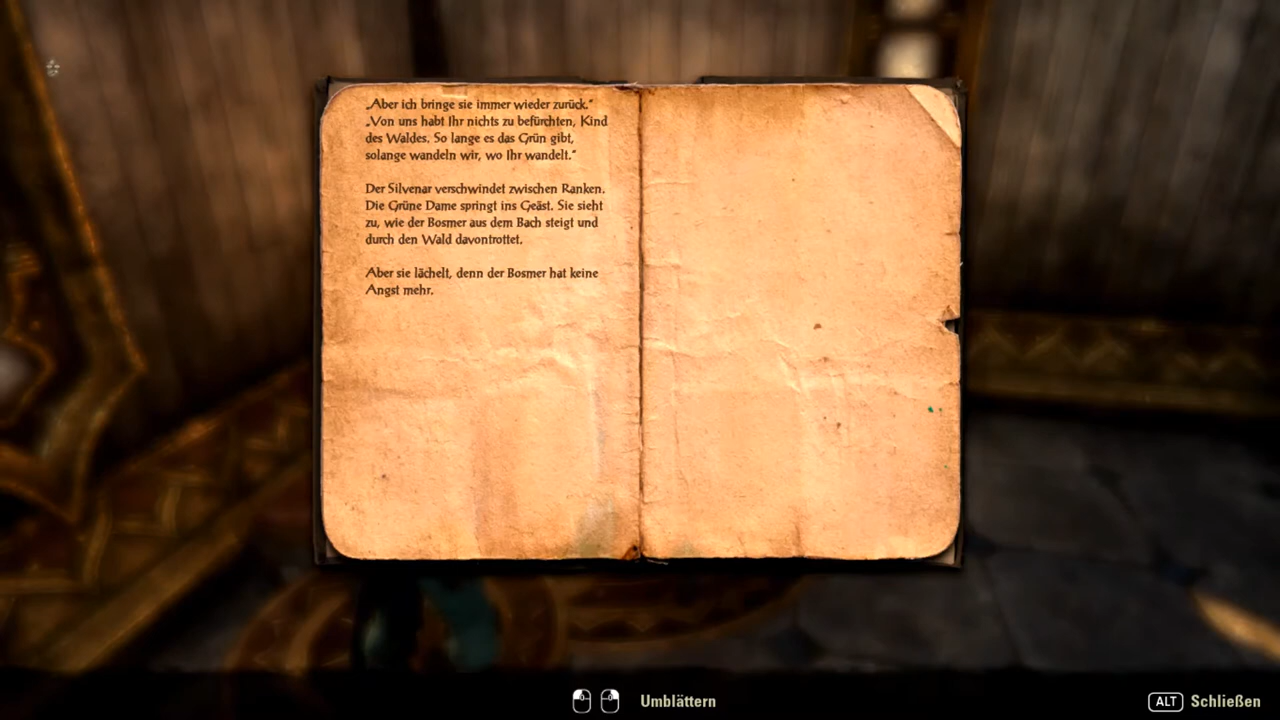 „Aber ich bringe sie immer wieder zurück.“
„Von uns habt Ihr nichts zu befürchten, Kind
des Waldes. So lange es das Grün gibt,
solange wandeln wir, wo Ihr wandelt.“
Der Silvenar verschwindet zwischen Ranken.
Die Grüne Dame springt ins Geäst. Sie sieht
zu, wie der Bosmer aus dem Bach steigt und
durch den Wald davontrottet.
Aber sie lächelt, denn der Bosmer hat keine
Angst mehr.
Umblättern
ALT Schließen